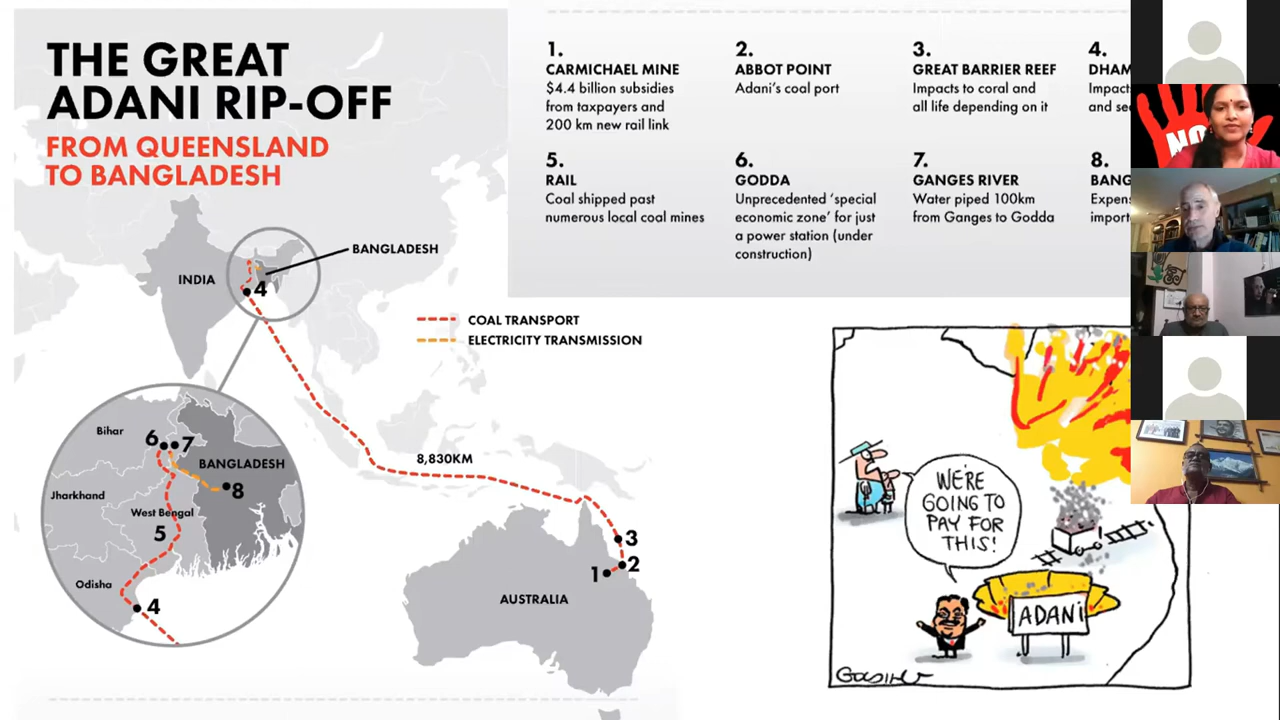 THE GREAT
ADANI RIP-OFF
FROM QUEENSLAND
TO BANGLADESH
1.
CARMICHAEL MINE
$4.4 billion subsidies
from taxpayers and
200 km new rail link
2.
ABBOT POINT
Adani's coal port
3.
GREAT BARRIER REEF
Impacts to coral and
all life depending on it
4.
5.
RAIL
Coal shipped past
numerous local coal mines
6.
GODDA
Unprecedented 'special
economic zone' for just
a power station (under
construction)
7.
GANGES RIVER
Water piped 100km
from Ganges to Godda
8.
NO
BANGLADESH
INDIA
4
COAL TRANSPORT
ELECTRICITY TRANSMISSION
8,830KM
Bihar
6 7
BANGLADESH
8
Jharkhand
West Bengal
5
Odisha
4
3
2
1
AUSTRALIA
WE'RE
GOING TO
PAY FOR
THIS!
ADANI